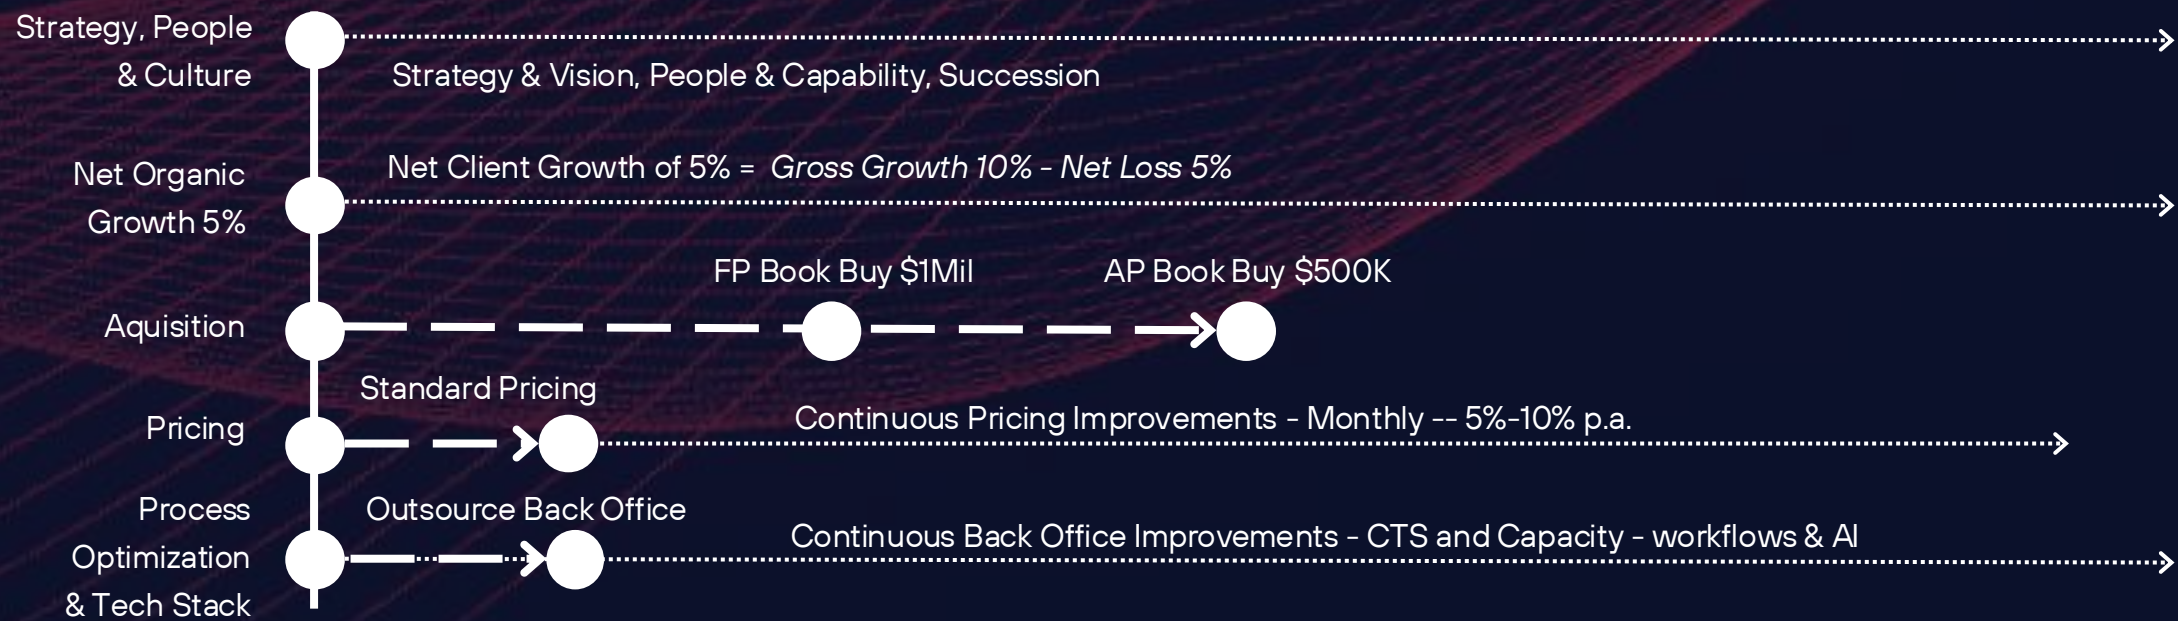 Strategy, People
& Culture
Strategy & Vision, People & Capability, Succession
Net Organic
Growth 5%
Net Client Growth of 5% = Gross Growth 10% - Net Loss 5%
Aquisition
FP Book Buy $1Mil
AP Book Buy $500K
Pricing
Standard Pricing
Continuous Pricing Improvements - Monthly -- 5%-10% p.a.
Process
Optimization
& Tech Stack
Outsource Back Office
Continuous Back Office Improvements - CTS and Capacity - workflows & AI